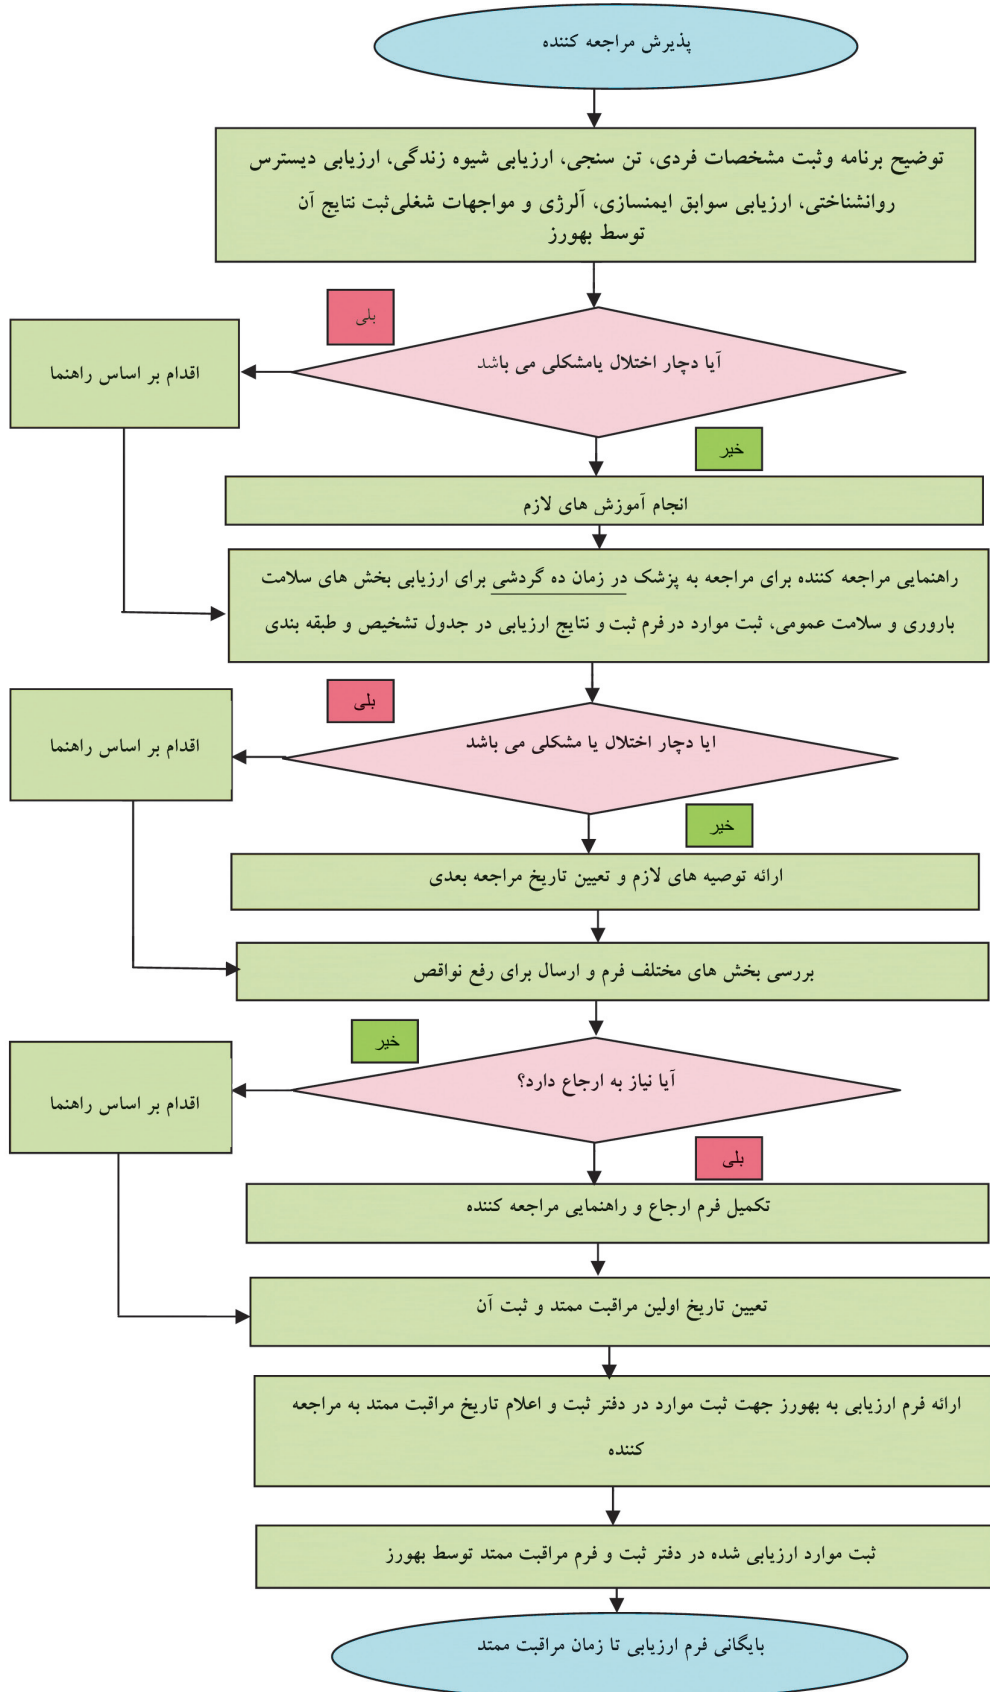 پذیرش مراجعه کننده
توضیح برنامه وثبت مشخصات فردی، تن سنجی، ارزیابی شیوه زندگی، ارزیابی دیسترس
روانشناختی، ارزیابی سوابق ایمنسازی، آلرژی و مواجهات شغلی‌ثبت نتایج آن
توسط بهورز
بلی
آیا دچار اختلال یامشکلی می باشد
اقدام بر اساس راهنما
خیر
انجام آموزش های لازم
راهنمایی مراجعه کننده برای مراجعه به پزشک در زمان ده گردشی برای ارزیابی بخش های سلامت
باروری و سلامت عمومی، ثبت موارد در فرم ثبت و نتایج ارزیابی در جدول تشخیص و طبقه بندی
بلی
ایا دچار اختلال یا مشکلی می باشد
اقدام بر اساس راهنما
خیر
ارائه توصیه های لازم و تعیین تاریخ مراجعه بعدی
بررسی بخش های مختلف فرم و ارسال برای رفع نواقص
خیر
آیا نیاز به ارجاع دارد؟
اقدام بر اساس راهنما
بلی
تکمیل فرم ارجاع و راهنمایی مراجعه کننده
تعیین تاریخ اولین مراقبت ممتد و ثبت آن
ارائه فرم ارزیابی به بهورز جهت ثبت موارد در دفتر ثبت و اعلام تاریخ مراقبت ممتد به مراجعه
کننده
ثبت موارد ارزیابی شده در دفتر ثبت و فرم مراقبت ممتد توسط بهورز
بایگانی فرم ارزیابی تا زمان مراقبت ممتد